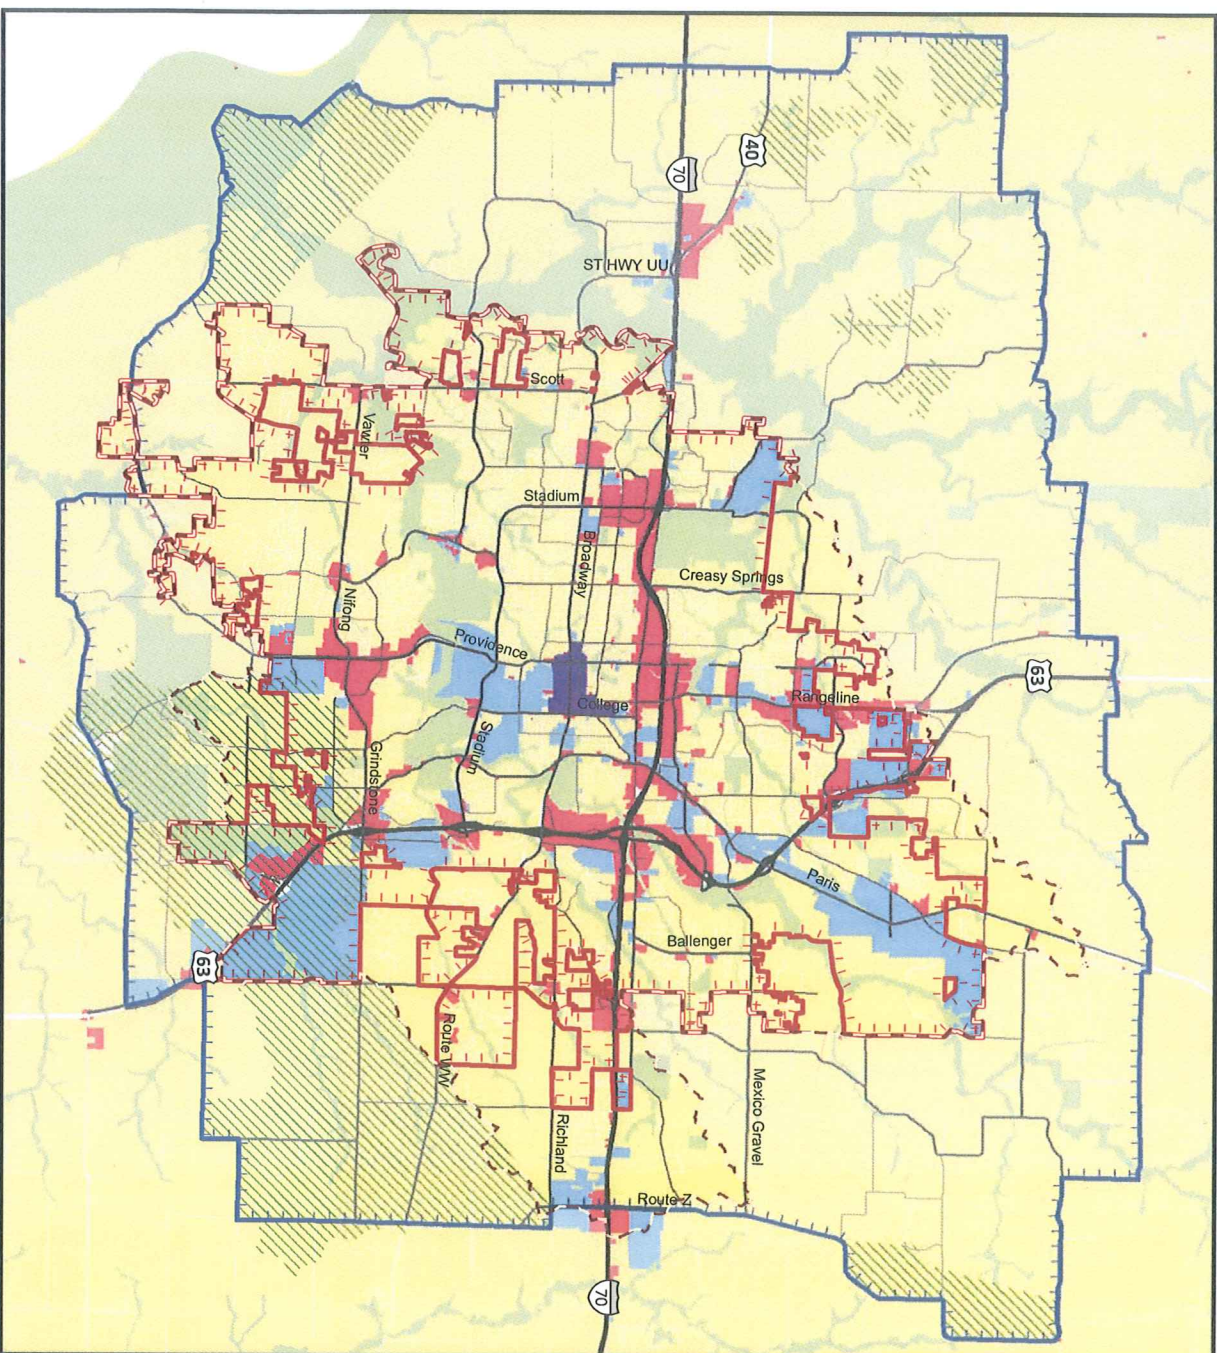 40
70
ST HWY UU
Scott
Vawter
Stadium
Broadway
Creasy Springs
Nifong
Providence
63
Rangeline
College
Stadium
Grindstone
Paris
Ballenger
63
Route WW
Mexico Gravel
Richland
Route Z
70